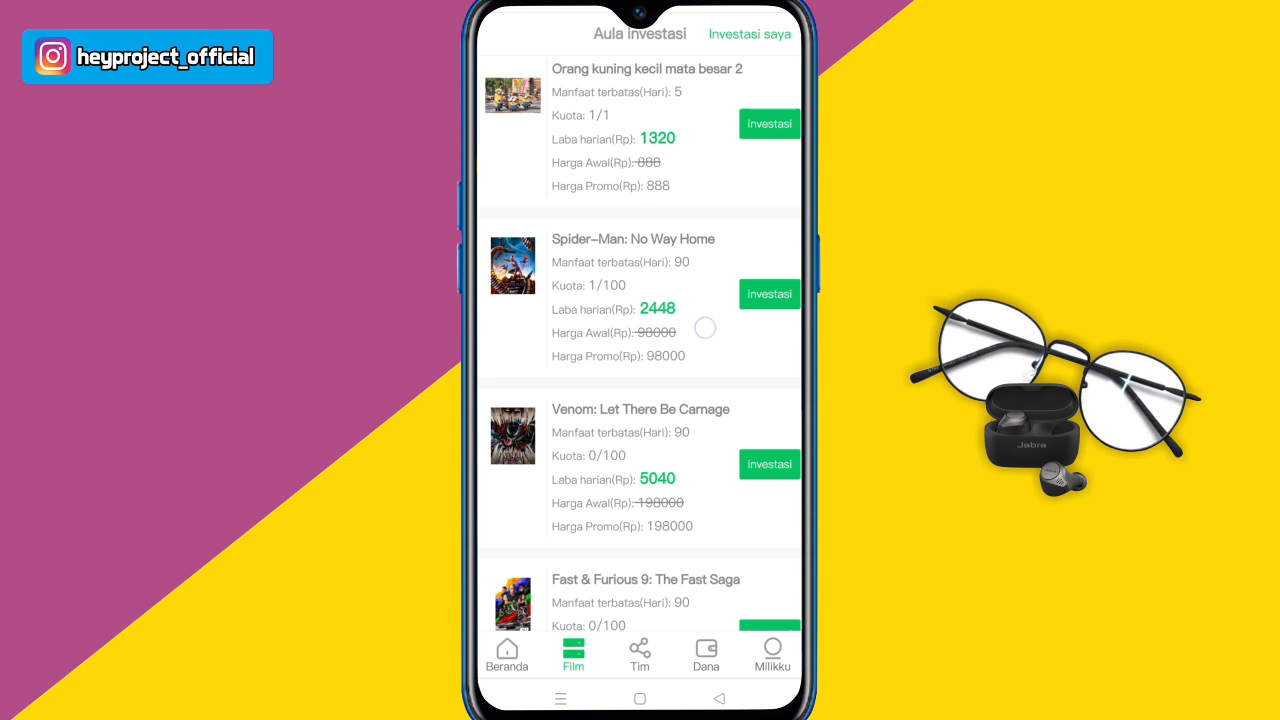 heyproject_official
Aula investasi
Investasi saya
Orang kuning kecil mata besar 2
Manfaat terbatas(Hari): 5
Kuota: 1/1
Laba harian(Rp): 1320
Harga Awal(Rp): 888
Harga Promo(Rp): 888
investasi
Spider-Man: No Way Home
Manfaat terbatas(Hari): 90
Kuota: 1/100
Laba harian(Rp): 2448
Harga Awal(Rp): 98000
Harga Promo(Rp): 98000
investasi
Venom: Let There Be Carnage
Manfaat terbatas(Hari): 90
Kuota: 0/100
Laba harian(Rp): 5040
Harga Awal(Rp): 198000
Harga Promo(Rp): 198000
investasi
Fast & Furious 9: The Fast Saga
Manfaat terbatas(Hari): 90
Kuota: 0/100
Beranda
Film
Tim
Dana
Milikku
Jabra